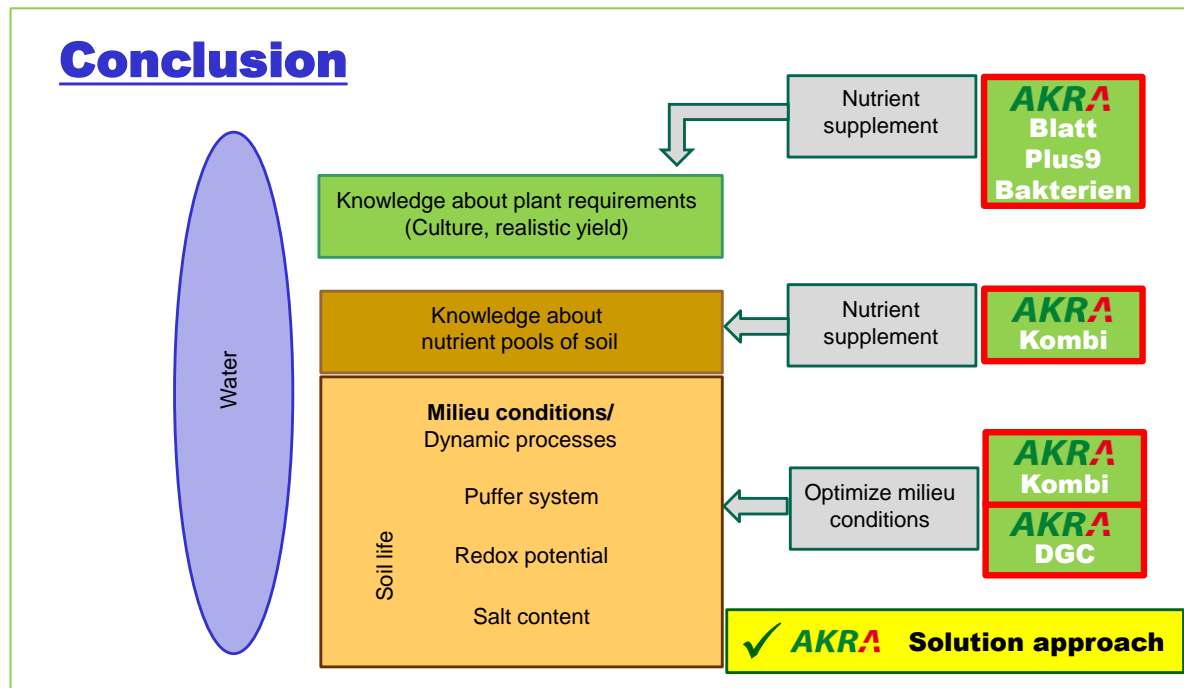 Conclusion
Water
Knowledge about plant requirements
(Culture, realistic yield)
Nutrient
supplement
AKRA
Blatt
Plus9
Bakterien
Knowledge about
nutrient pools of soil
Nutrient
supplement
AKRA
Kombi
Milieu conditions/
Dynamic processes
Puffer system
Redox potential
Salt content
Soil life
Optimize milieu
conditions
AKRA
Kombi
AKRA
DGC
AKRA Solution approach